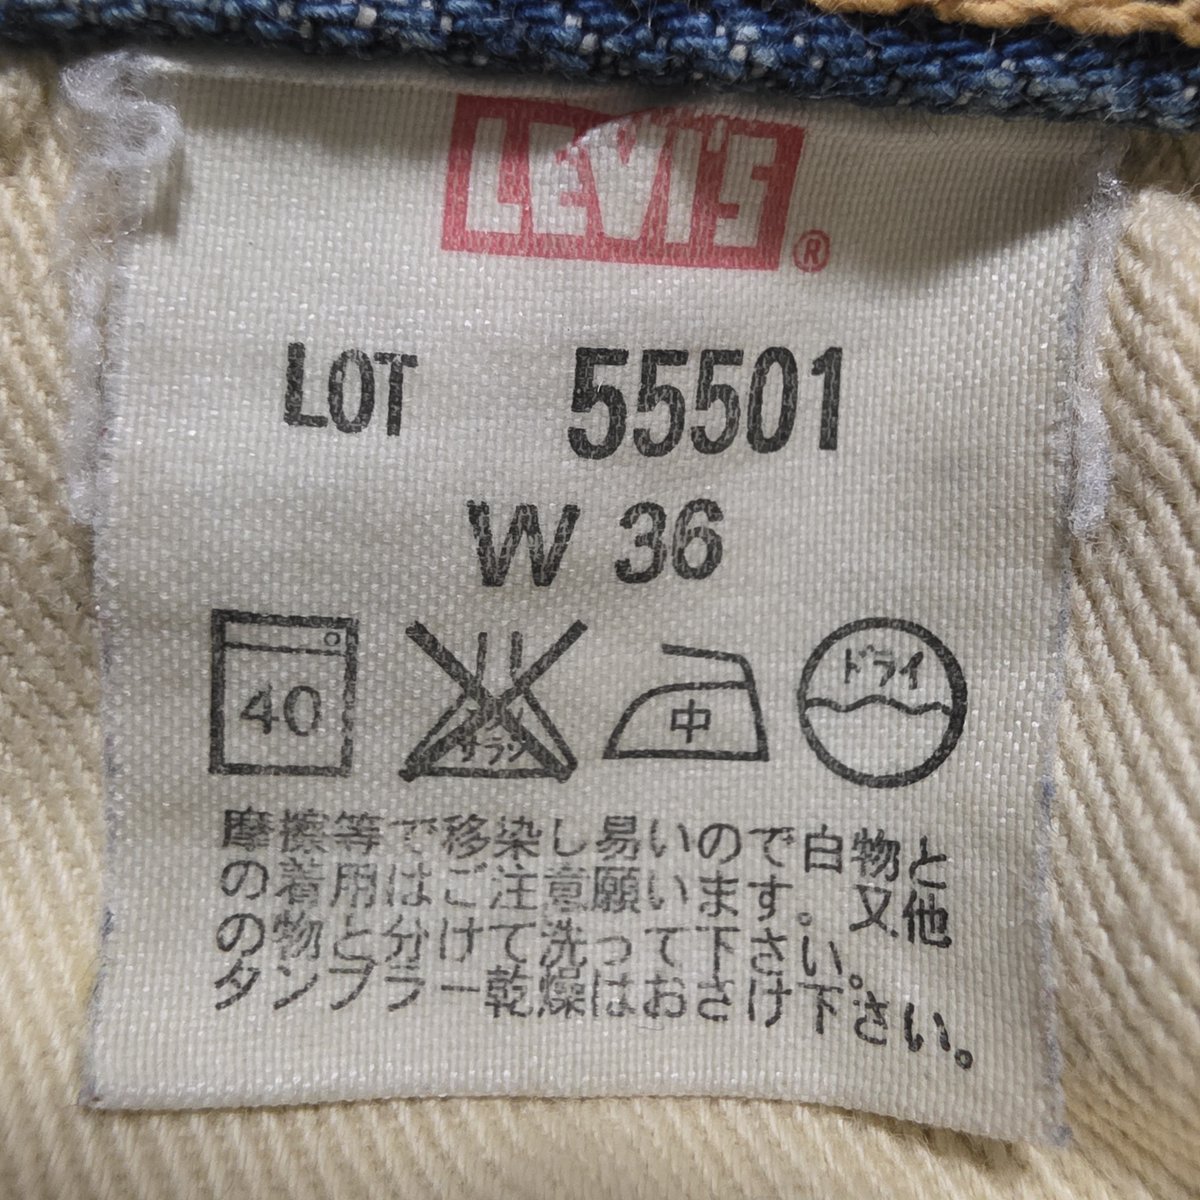 LEVI'S®
LOT 55501
W 36
40 サラシ 中 ドライ
摩擦等で移染し易いので白物と
の着用はご注意願います。又他
の物と分けて洗って下さい。
タンブラー乾燥はおさけ下さい。